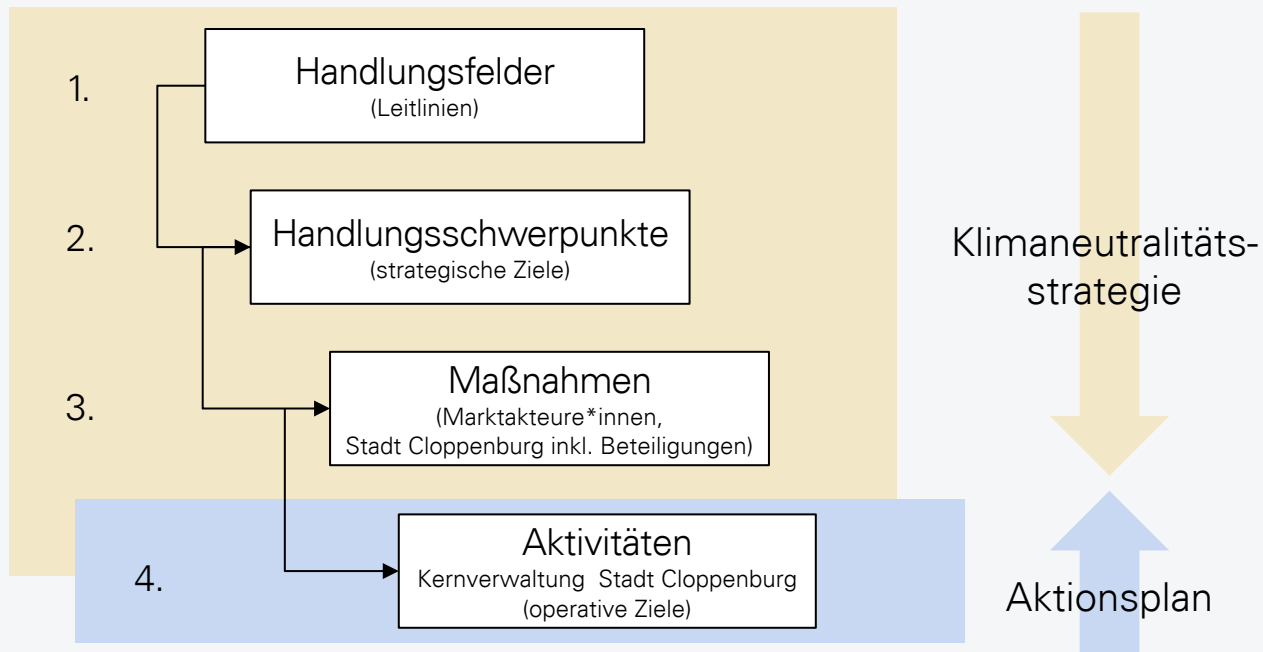 1.
Handlungsfelder
(Leitlinien)
2.
Handlungsschwerpunkte
(strategische Ziele)
3.
Maßnahmen
(Marktakteure*innen,
Stadt Cloppenburg inkl. Beteiligungen)
4.
Aktivitäten
Kernverwaltung Stadt Cloppenburg
(operative Ziele)
Klimaneutralitäts-
strategie
Aktionsplan